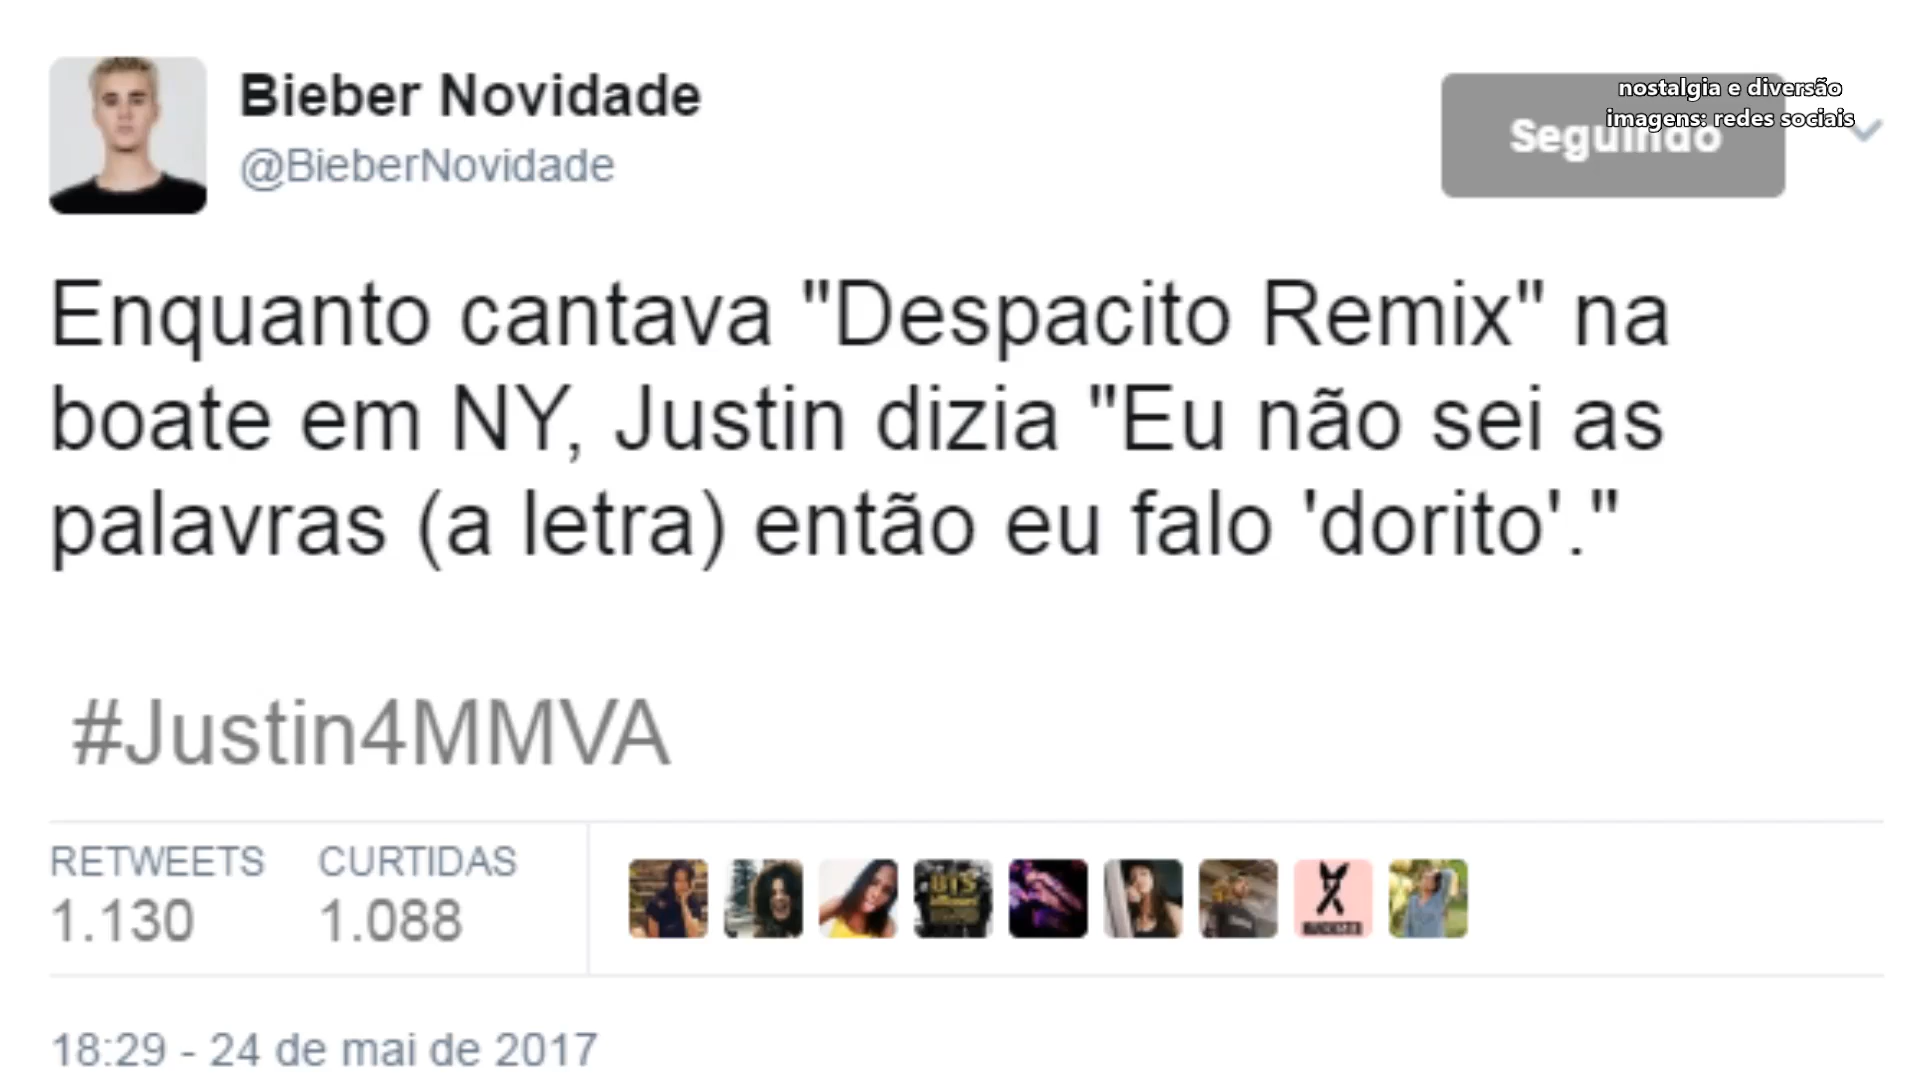 Bieber Novidade
@BieberNovidade
nostalgia e diversão
imagens: redes sociais
Seguindo
Enquanto cantava "Despacito Remix" na
boate em NY, Justin dizia "Eu não sei as
palavras (a letra) então eu falo 'dorito'."
#Justin4MMVA
RETWEETS CURTIDAS
1.130 1.088
BTS
18:29 - 24 de mai de 2017